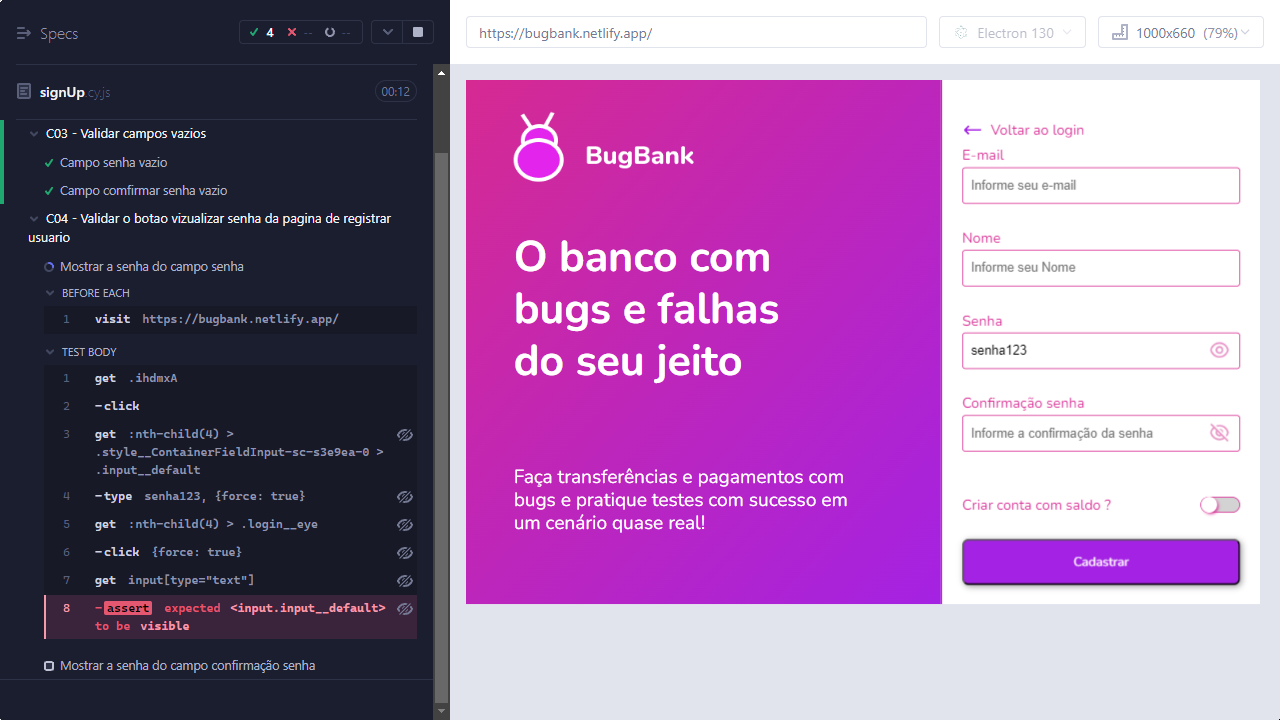 Specs
4
--
--
https://bugbank.netlify.app/
Electron 130
1000x660 (79%)
signUp.cy.js
00:12
C03 - Validar campos vazios
Campo senha vazio
Campo comfirmar senha vazio
C04 - Validar o botao vizualizar senha da pagina de registrar
usuario
Mostrar a senha do campo senha
BEFORE EACH
1 visit https://bugbank.netlify.app/
TEST BODY
1 get .ihdmxA
2 -click
3 get :nth-child(4) >
.style__ContainerFieldInput-sc-s3e9ea-0 >
.input__default
4 -type senha123, {force: true}
5 get :nth-child(4) > .login__eye
6 -click {force: true}
7 get input[type="text"]
8 -assert expected <input.input__default>
to be visible
Mostrar a senha do campo confirmação senha
BugBank
O banco com
bugs e falhas
do seu jeito
Faça transferências e pagamentos com
bugs e pratique testes com sucesso em
um cenário quase real!
Voltar ao login
E-mail
Informe seu e-mail
Nome
Informe seu Nome
Senha
senha123
Confirmação senha
Informe a confirmação da senha
Criar conta com saldo ?
Cadastrar